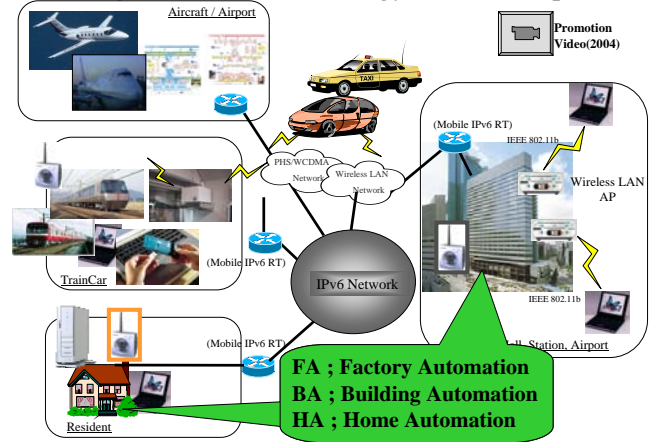 Aircraft / Airport
Promotion
Video(2004)
TAXI
(Mobile IPv6 RT)
IEEE 802.11b
PHS/WCDMA
Network
Wireless LAN
Network
Wireless LAN
AP
TrainCar
(Mobile IPv6 RT)
IPv6 Network
IEEE 802.11b
(Mobile IPv6 RT)
Station, Airport
FA ; Factory Automation
BA ; Building Automation
HA ; Home Automation
Resident